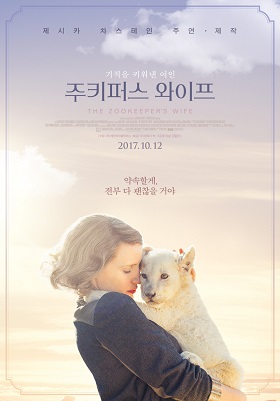 제시카 차스테인 주연·제작
기적을 키워낸 여인
주키퍼스 와이프
THE ZOOKEEPER'S WIFE
2017.10.12
약속할게,
전부 다 괜찮을 거야